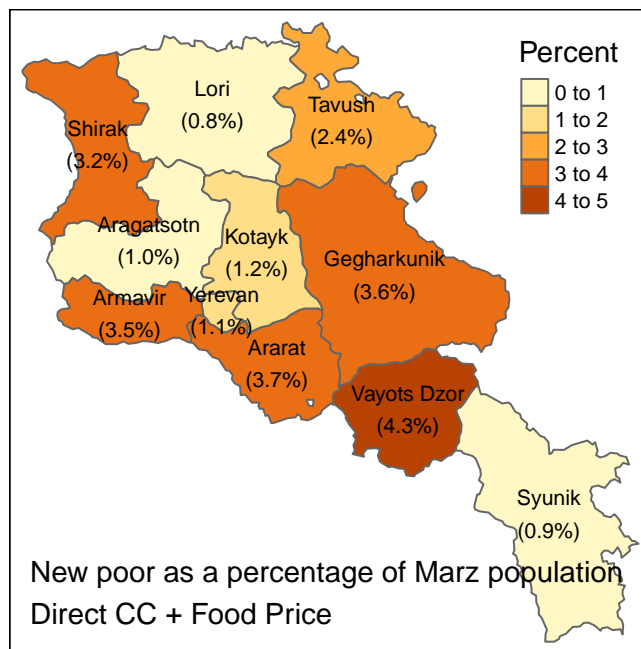 Percent
0 to 1
1 to 2
2 to 3
3 to 4
4 to 5
Lori
(0.8%)
Tavush
(2.4%)
Shirak
(3.2%)
Aragatsotn
(1.0%)
Kotayk
(1.2%)
Gegharkunik
(3.6%)
Armavir
(3.5%)
Yerevan
(1.1%)
Ararat
(3.7%)
Vayots Dzor
(4.3%)
Syunik
(0.9%)
New poor as a percentage of Marz population
Direct CC + Food Price